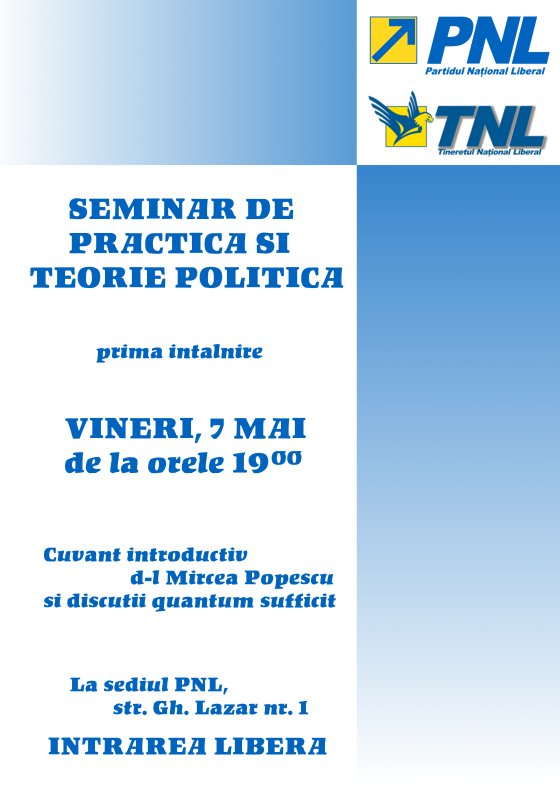 PNL
Partidul Național Liberal
TNL
Tineretul Național Liberal
SEMINAR DE
PRACTICA SI
TEORIE POLITICA
prima intalnire
VINERI, 7 MAI
de la orele 19⁰⁰
Cuvant introductiv
d-l Mircea Popescu
si discutii quantum sufficit
La sediul PNL,
str. Gh. Lazar nr. 1
INTRAREA LIBERA